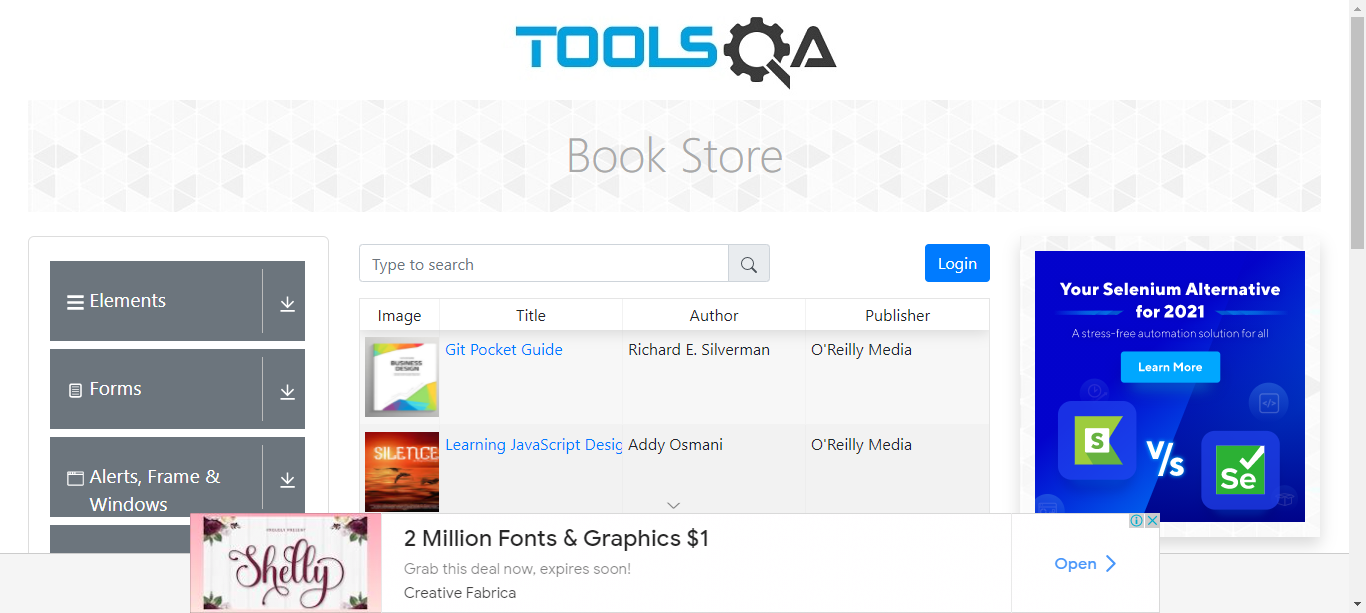 TOOLSQA
Book Store
Elements
Forms
Alerts, Frame &
Windows
Type to search
Login
Image Title Author Publisher
BUSINESS
DESIGN
Git Pocket Guide Richard E. Silverman O'Reilly Media
SILENCE
Learning JavaScript Desig Addy Osmani O'Reilly Media
Your Selenium Alternative
for 2021
A stress-free automation solution for all
Learn More
S
V/s
Se
PROUDLY PRESENT
Shelly
2 Million Fonts & Graphics $1
Grab this deal now, expires soon!
Creative Fabrica
Open